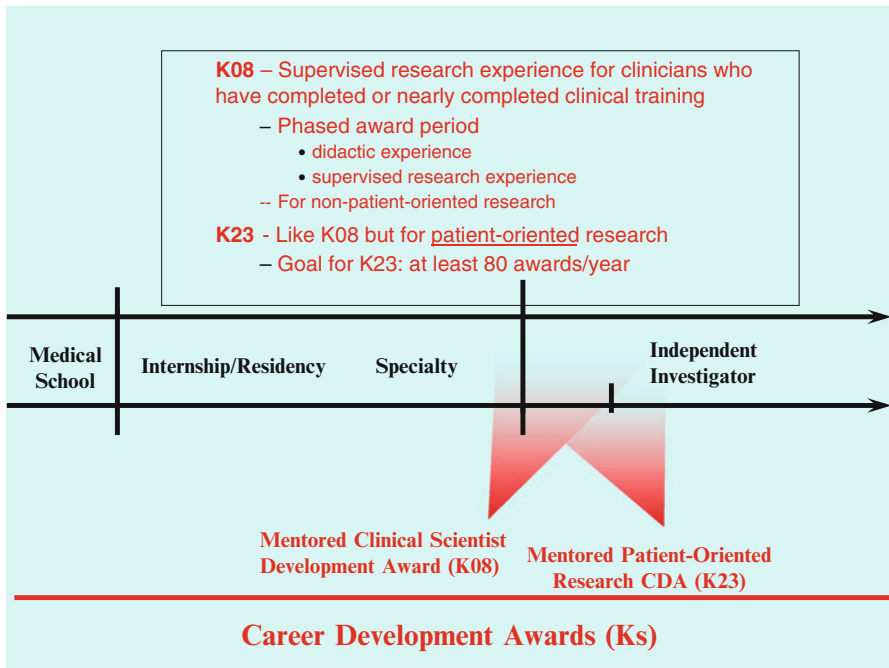 K08 – Supervised research experience for clinicians who
have completed or nearly completed clinical training
– Phased award period
• didactic experience
• supervised research experience
-- For non-patient-oriented research
K23 - Like K08 but for patient-oriented research
– Goal for K23: at least 80 awards/year
Medical
School
Internship/Residency
Specialty
Independent
Investigator
Mentored Clinical Scientist
Development Award (K08)
Mentored Patient-Oriented
Research CDA (K23)
Career Development Awards (Ks)